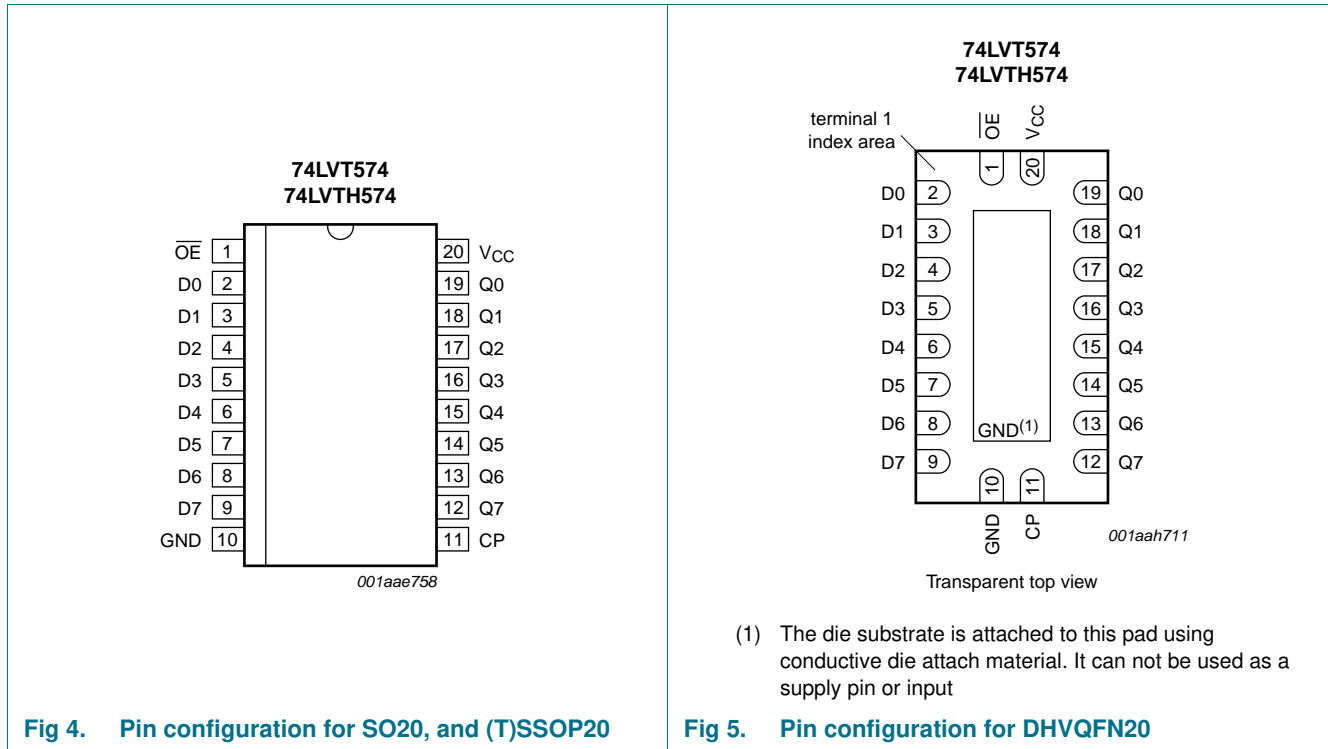 74LVT574
74LVTH574
OE 1 20 VCC
D0 2 19 Q0
D1 3 18 Q1
D2 4 17 Q2
D3 5 16 Q3
D4 6 15 Q4
D5 7 14 Q5
D6 8 13 Q6
D7 9 12 Q7
GND 10 11 CP
001aae758
Fig 4. Pin configuration for SO20, and (T)SSOP20
74LVT574
74LVTH574
terminal 1
index area
OE VCC
1 20
D0 2 19 Q0
D1 3 18 Q1
D2 4 17 Q2
D3 5 16 Q3
D4 6 15 Q4
D5 7 14 Q5
D6 8 GND(1) 13 Q6
D7 9 12 Q7
10 11
GND CP
001aah711
Transparent top view
(1) The die substrate is attached to this pad using
conductive die attach material. It can not be used as a
supply pin or input
Fig 5. Pin configuration for DHVQFN20